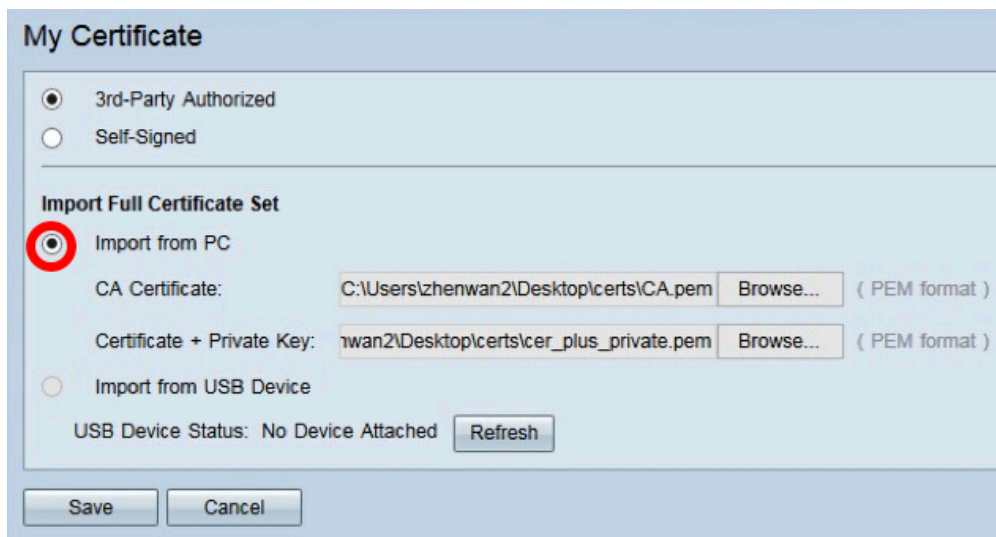 My Certificate
3rd-Party Authorized
Self-Signed
Import Full Certificate Set
Import from PC
CA Certificate: C:\Users\zhenwan2\Desktop\certs\CA.pem Browse... ( PEM format )
Certificate + Private Key: nwan2\Desktop\certs\cer_plus_private.pem Browse... ( PEM format )
Import from USB Device
USB Device Status: No Device Attached Refresh
Save Cancel